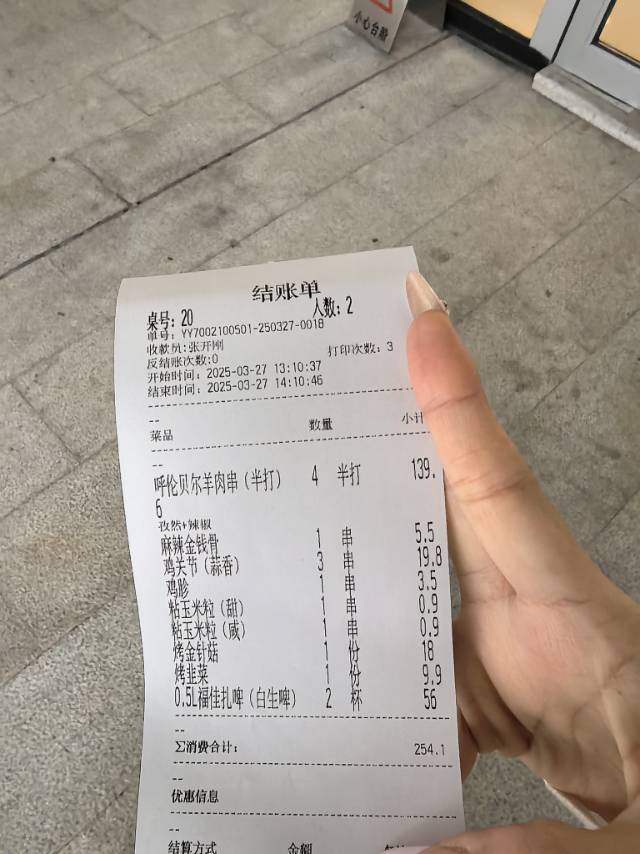 小心台阶
结账单
桌号: 20 人数: 2
单号: YY7002100501-250327-0018
收款员:张开刚
反结账次数:0 打印次数: 3
开始时间: 2025-03-27 13:10:37
结束时间: 2025-03-27 14:10:46
--
菜品 数量 小计
--
呼伦贝尔羊肉串 (半打) 4 半打 139.
6
孜然+辣椒
麻辣金钱骨 1 串 5.5
鸡关节 (蒜香) 3 串 19.8
鸡胗 1 串 3.5
粘玉米粒 (甜) 1 串 0.9
粘玉米粒 (咸) 1 串 0.9
烤金针菇 1 份 18
烤韭菜 1 份 9.9
0.5L福佳扎啤 (白生啤) 2 杯 56
--
∑消费合计: 254.1
--
优惠信息
--
结算方式 金额